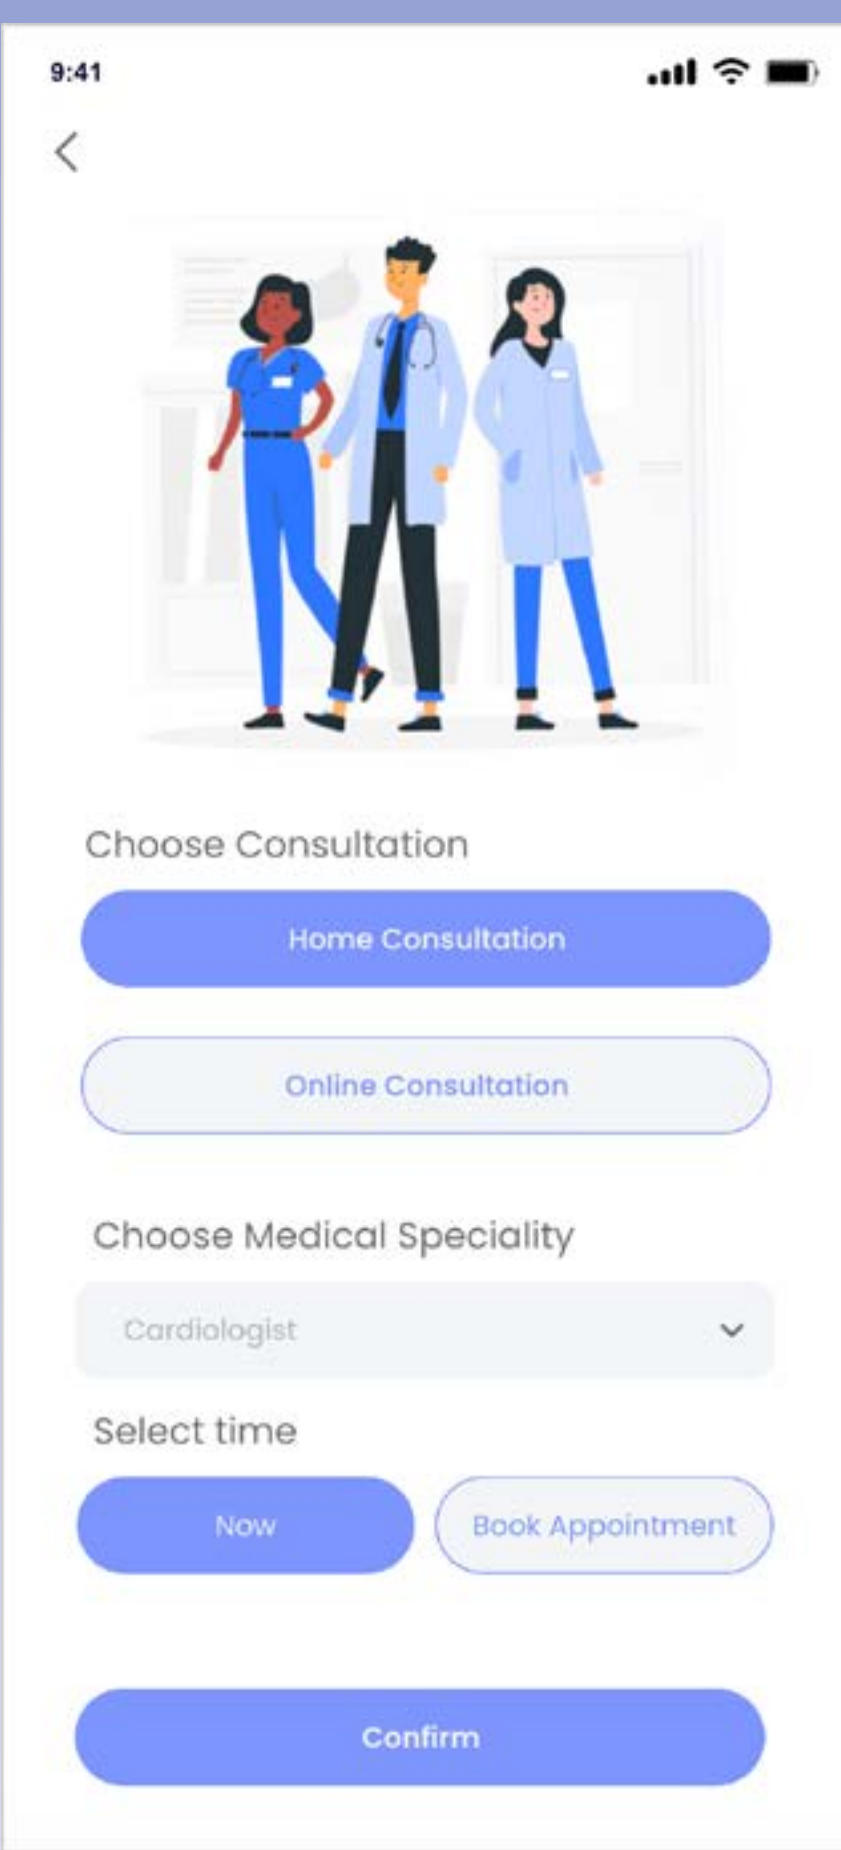 9:41
Choose Consultation
Home Consultation
Online Consultation
Choose Medical Speciality
Cardiologist
Select time
Now
Book Appointment
Confirm